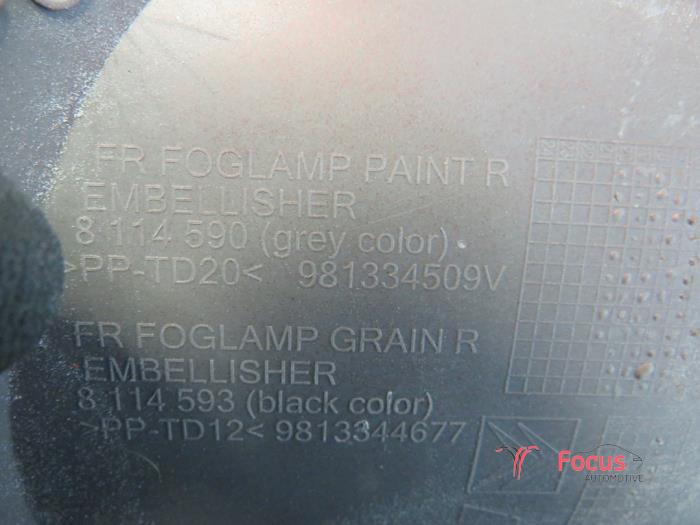 FR FOGLAMP PAINT R
EMBELLISHER
8 114 590 (grey color)
>PP-TD20< 981334509V
FR FOGLAMP GRAIN R
EMBELLISHER
8 114 593 (black color)
>PP-TD12< 9813344677
Focus
AUTOMOTIVE